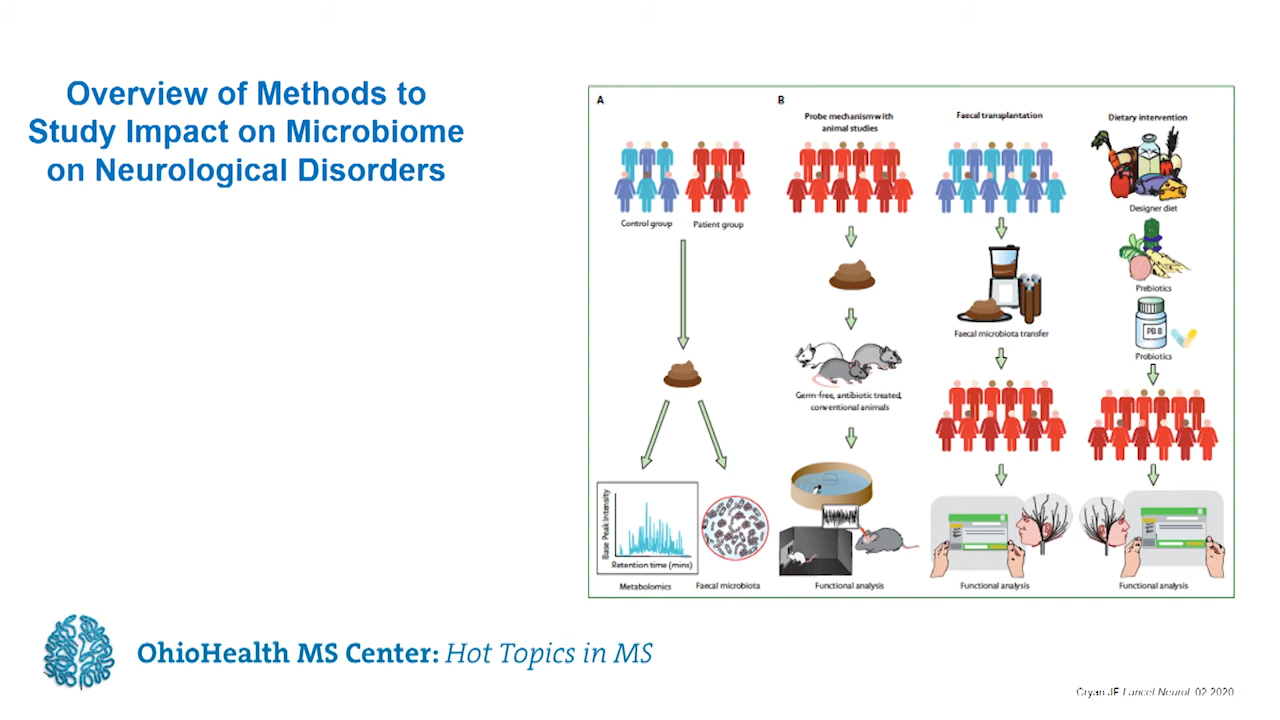 Overview of Methods to
Study Impact on Microbiome
on Neurological Disorders
A
Control group
Patient group
Base Peak Intensity
Retention time (mins)
Metabolomics
Faecal microbiota
B
Probe mechanism with
animal studies
Germ-free, antibiotic treated,
conventional animals
Functional analysis
Faecal transplantation
Faecal microbiota transfer
Functional analysis
Dietary intervention
Designer diet
Prebiotics
PB 8
Probiotics
Functional analysis
OhioHealth MS Center: Hot Topics in MS
Cryan JF Lancet Neurol 02 2020